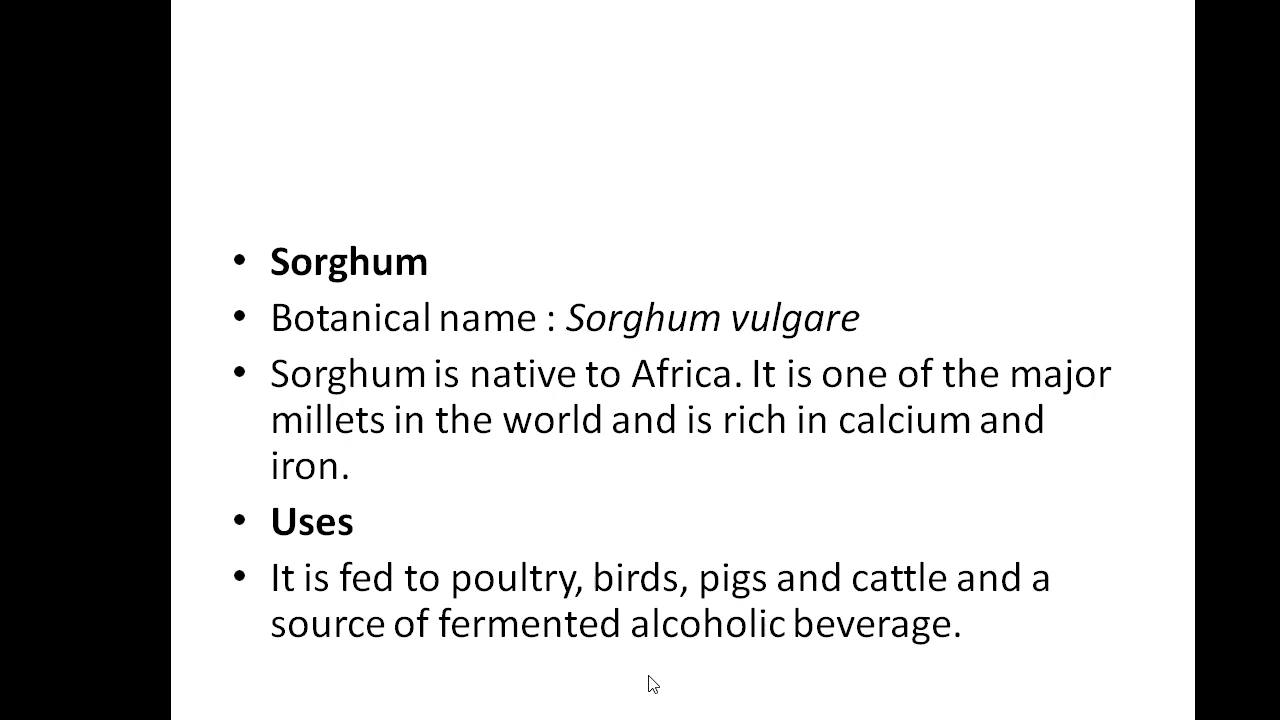 • Sorghum
• Botanical name : Sorghum vulgare
• Sorghum is native to Africa. It is one of the major
millets in the world and is rich in calcium and
iron.
• Uses
• It is fed to poultry, birds, pigs and cattle and a
source of fermented alcoholic beverage.